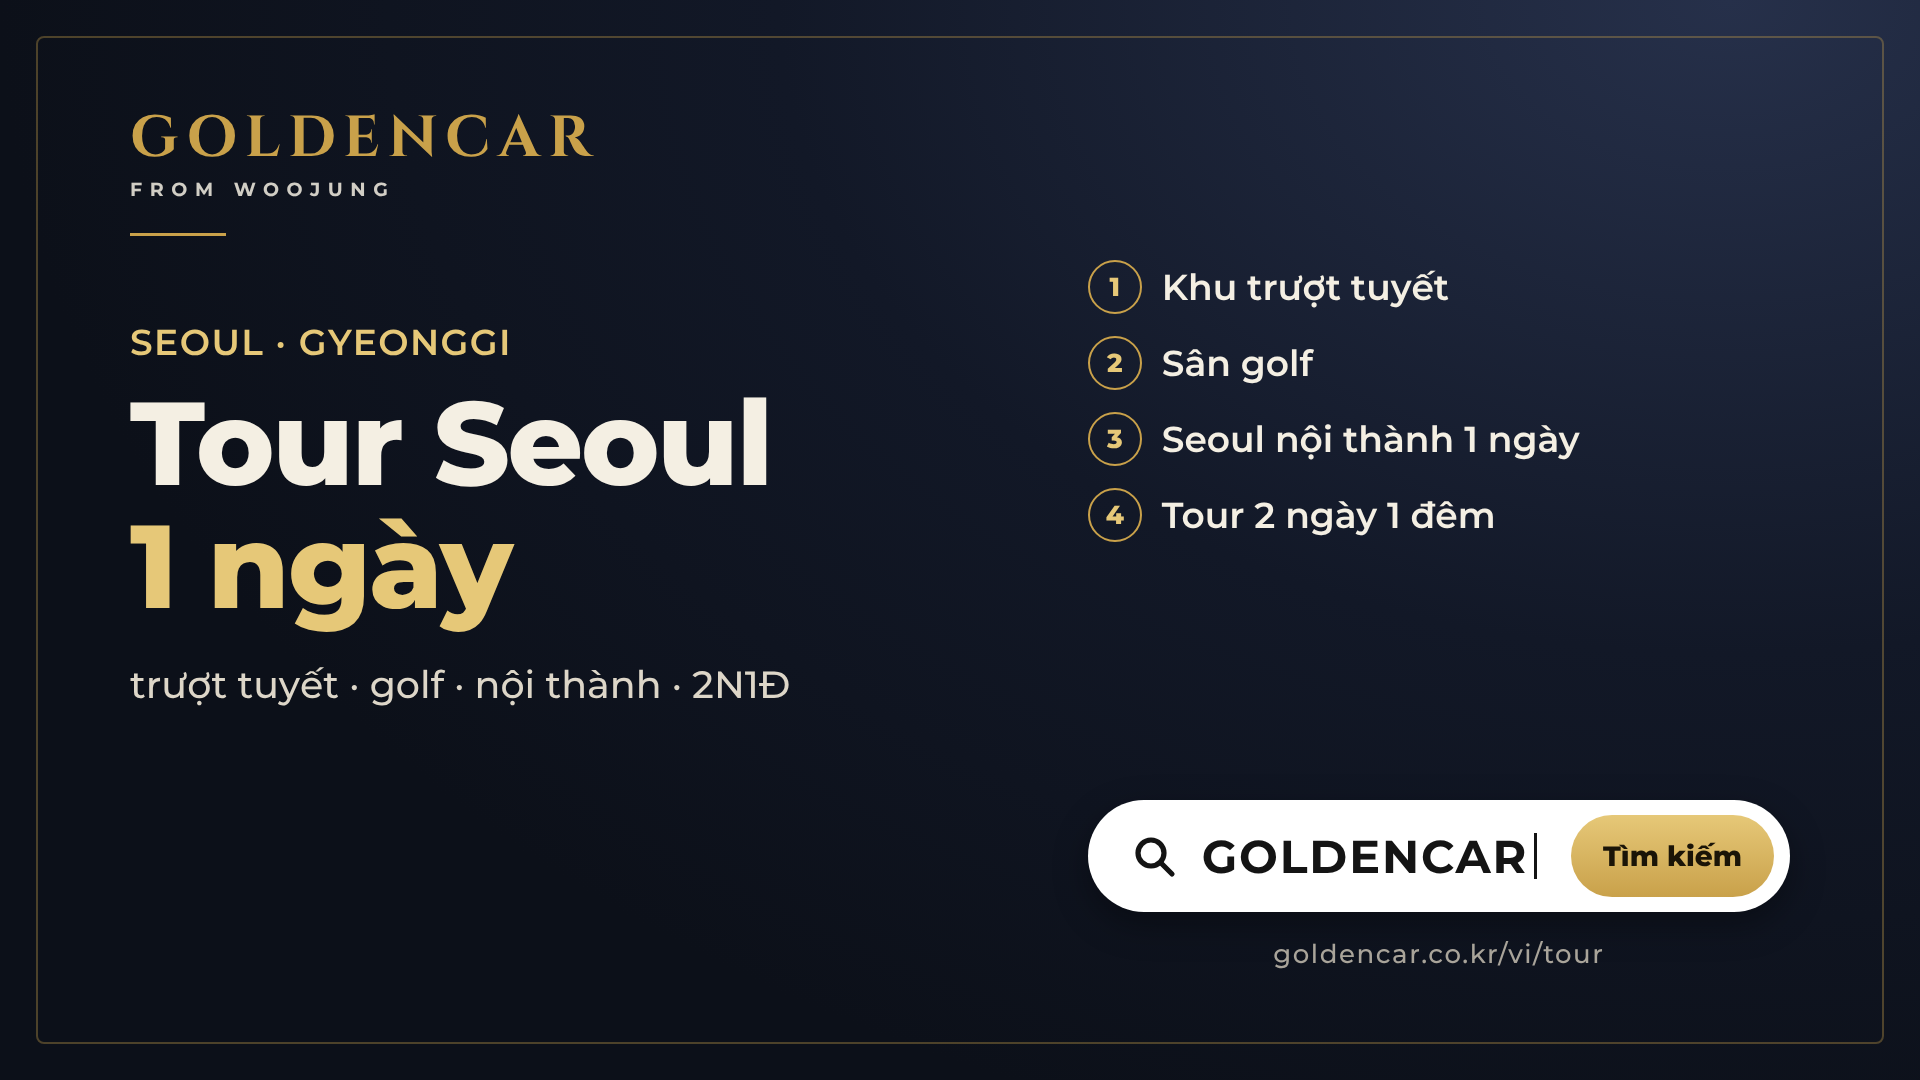 GOLDENCAR
FROM WOOJUNG
SEOUL · GYEONGGI
Tour Seoul
1 ngày
trượt tuyết · golf · nội thành · 2N1Đ
1 Khu trượt tuyết
2 Sân golf
3 Seoul nội thành 1 ngày
4 Tour 2 ngày 1 đêm
GOLDENCAR Tìm kiếm
goldencar.co.kr/vi/tour